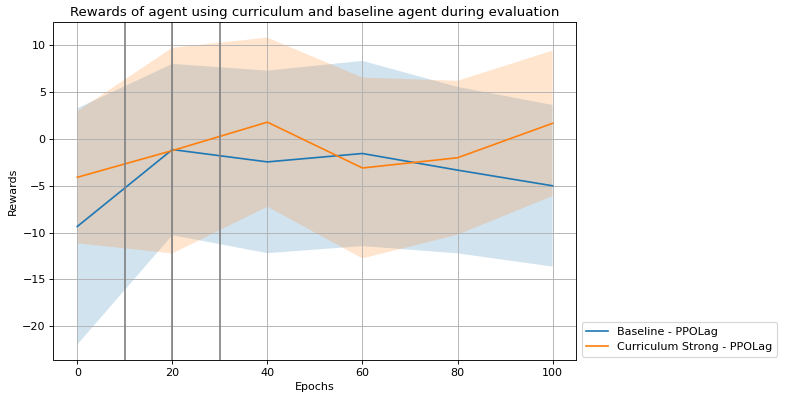 Rewards of agent using curriculum and baseline agent during evaluation
10
5
0
−5
−10
−15
−20
Rewards
0 20 40 60 80 100
Epochs
Baseline - PPOLag
Curriculum Strong - PPOLag